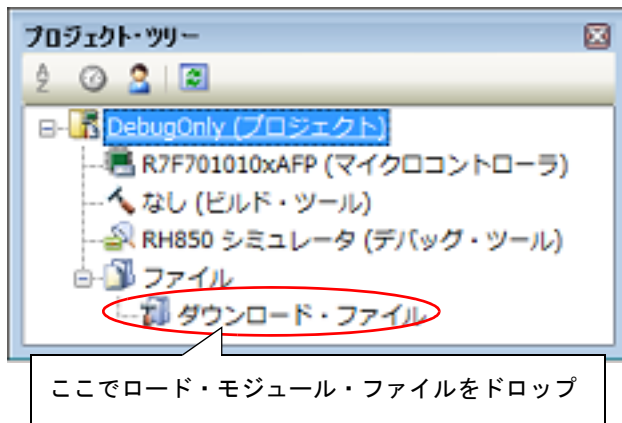 プロジェクト・ツリー
DebugOnly (プロジェクト)
R7F701010xAFP (マイクロコントローラ)
なし (ビルド・ツール)
RH850 シミュレータ (デバッグ・ツール)
ファイル
ダウンロード・ファイル
ここでロード・モジュール・ファイルをドロップ